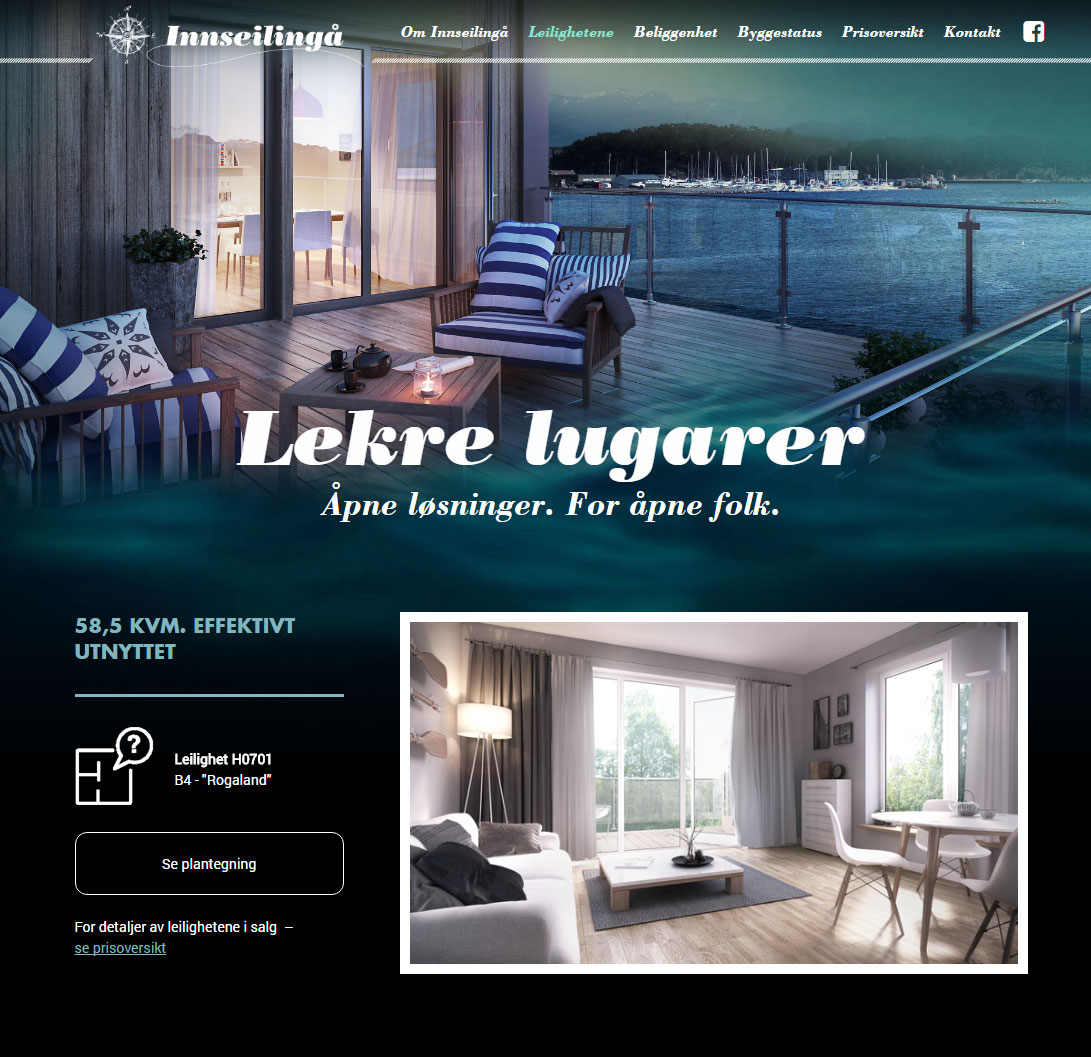 Innseilingå
Om Innseilingå
Leilighetene
Beliggenhet
Byggestatus
Prisoversikt
Kontakt
Lekre lugarer
Åpne løsninger. For åpne folk.
58,5 KVM. EFFEKTIVT
UTNYTTET
?
Leilighet H0701
B4 - "Rogaland"
Se plantegning
For detaljer av leilighetene i salg –
se prisoversikt